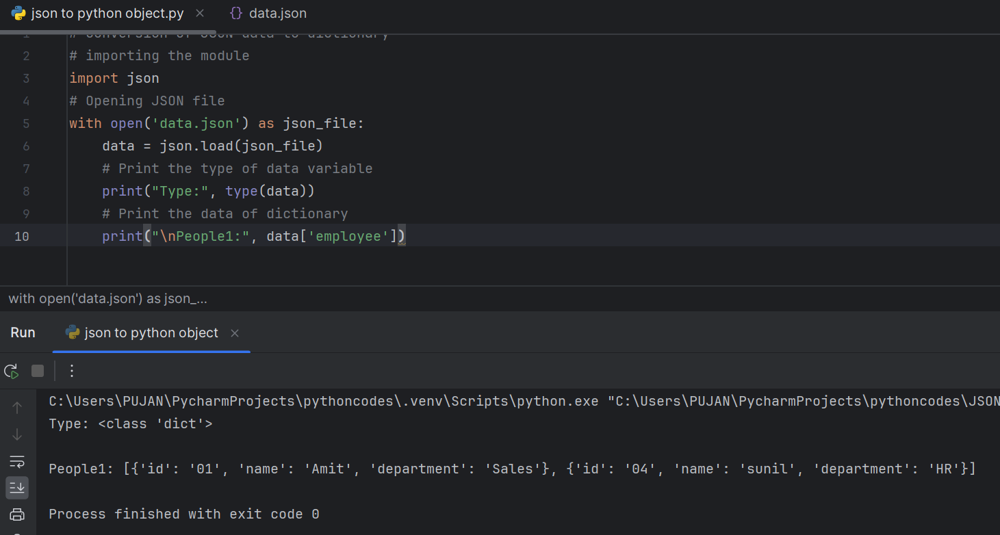 json to python object.py
data.json
1 # Conversion of JSON data to dictionary
2 # importing the module
3 import json
4 # Opening JSON file
5 with open('data.json') as json_file:
6     data = json.load(json_file)
7     # Print the type of data variable
8     print("Type:", type(data))
9     # Print the data of dictionary
10     print("\nPeople1:", data['employee'])
with open('data.json') as json_...
Run json to python object
C:\Users\PUJAN\PycharmProjects\pythoncodes\.venv\Scripts\python.exe "C:\Users\PUJAN\PycharmProjects\pythoncodes\JSON
Type: <class 'dict'>
People1: [{'id': '01', 'name': 'Amit', 'department': 'Sales'}, {'id': '04', 'name': 'sunil', 'department': 'HR'}]
Process finished with exit code 0